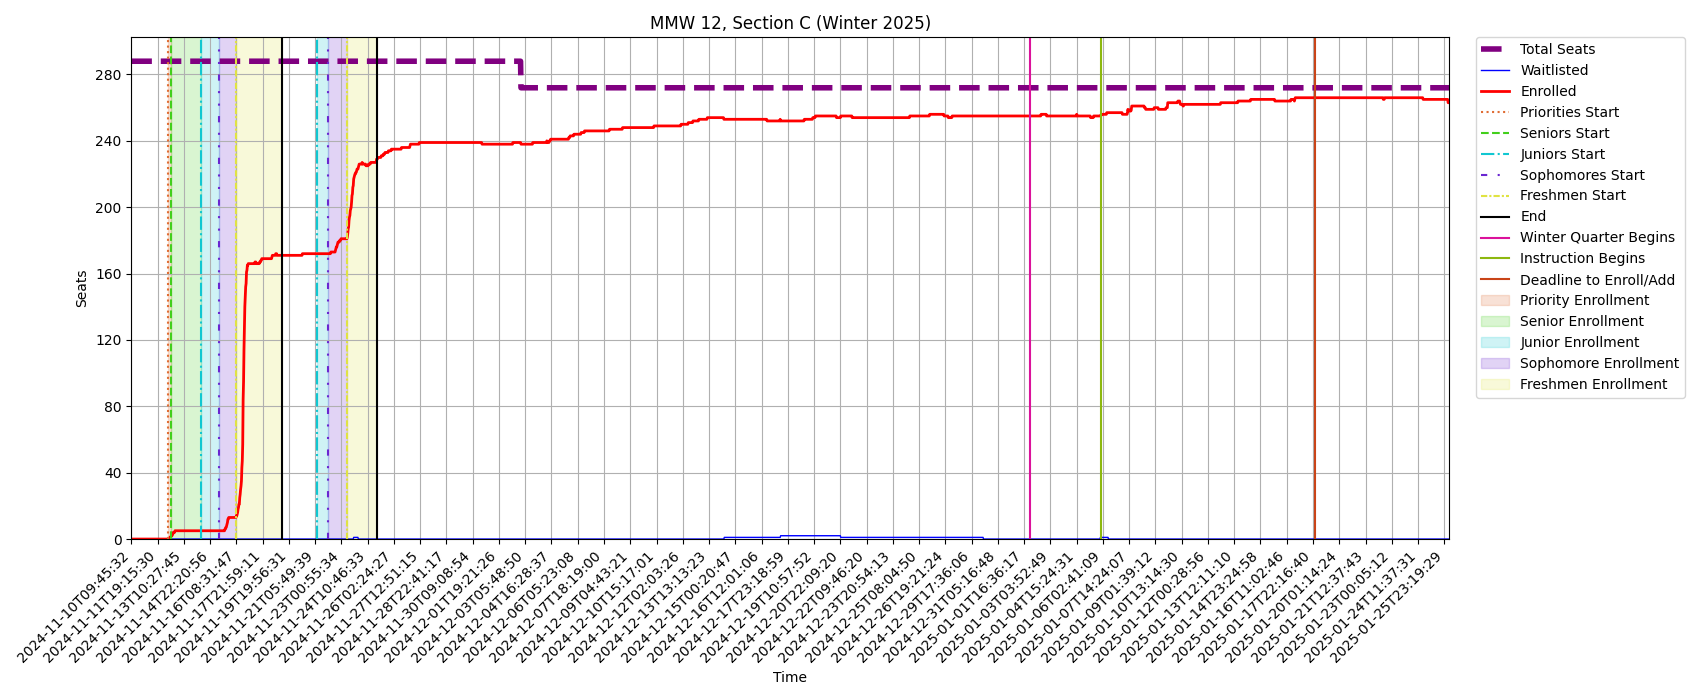 MMW 12, Section C (Winter 2025)
Seats
280
240
200
160
120
80
40
0
Total Seats
Waitlisted
Enrolled
Priorities Start
Seniors Start
Juniors Start
Sophomores Start
Freshmen Start
End
Winter Quarter Begins
Instruction Begins
Deadline to Enroll/Add
Priority Enrollment
Senior Enrollment
Junior Enrollment
Sophomore Enrollment
Freshmen Enrollment
2024-11-10T09:45:32
2024-11-11T19:15:30
2024-11-13T10:27:45
2024-11-14T22:20:56
2024-11-16T08:31:47
2024-11-17T21:59:11
2024-11-19T19:56:31
2024-11-21T05:49:39
2024-11-23T00:55:34
2024-11-24T10:46:33
2024-11-26T02:24:27
2024-11-27T12:51:15
2024-11-28T22:41:17
2024-11-30T09:08:54
2024-12-01T19:21:26
2024-12-03T05:48:50
2024-12-04T16:28:37
2024-12-06T05:23:08
2024-12-07T18:19:00
2024-12-09T04:43:21
2024-12-10T15:17:01
2024-12-12T02:03:26
2024-12-13T13:13:23
2024-12-15T00:20:47
2024-12-16T12:01:06
2024-12-17T23:18:59
2024-12-19T10:57:52
2024-12-20T22:09:20
2024-12-22T09:46:20
2024-12-23T20:54:13
2024-12-25T08:04:50
2024-12-26T19:21:24
2024-12-29T17:36:06
2024-12-31T05:16:48
2025-01-01T16:36:17
2025-01-03T03:52:49
2025-01-04T15:24:31
2025-01-06T02:41:09
2025-01-07T14:24:07
2025-01-09T01:39:12
2025-01-10T13:14:30
2025-01-12T00:28:56
2025-01-13T12:11:10
2025-01-14T23:24:58
2025-01-16T11:02:46
2025-01-17T22:16:40
2025-01-20T01:14:24
2025-01-21T12:37:43
2025-01-23T00:05:12
2025-01-24T11:37:31
2025-01-25T23:19:29
Time